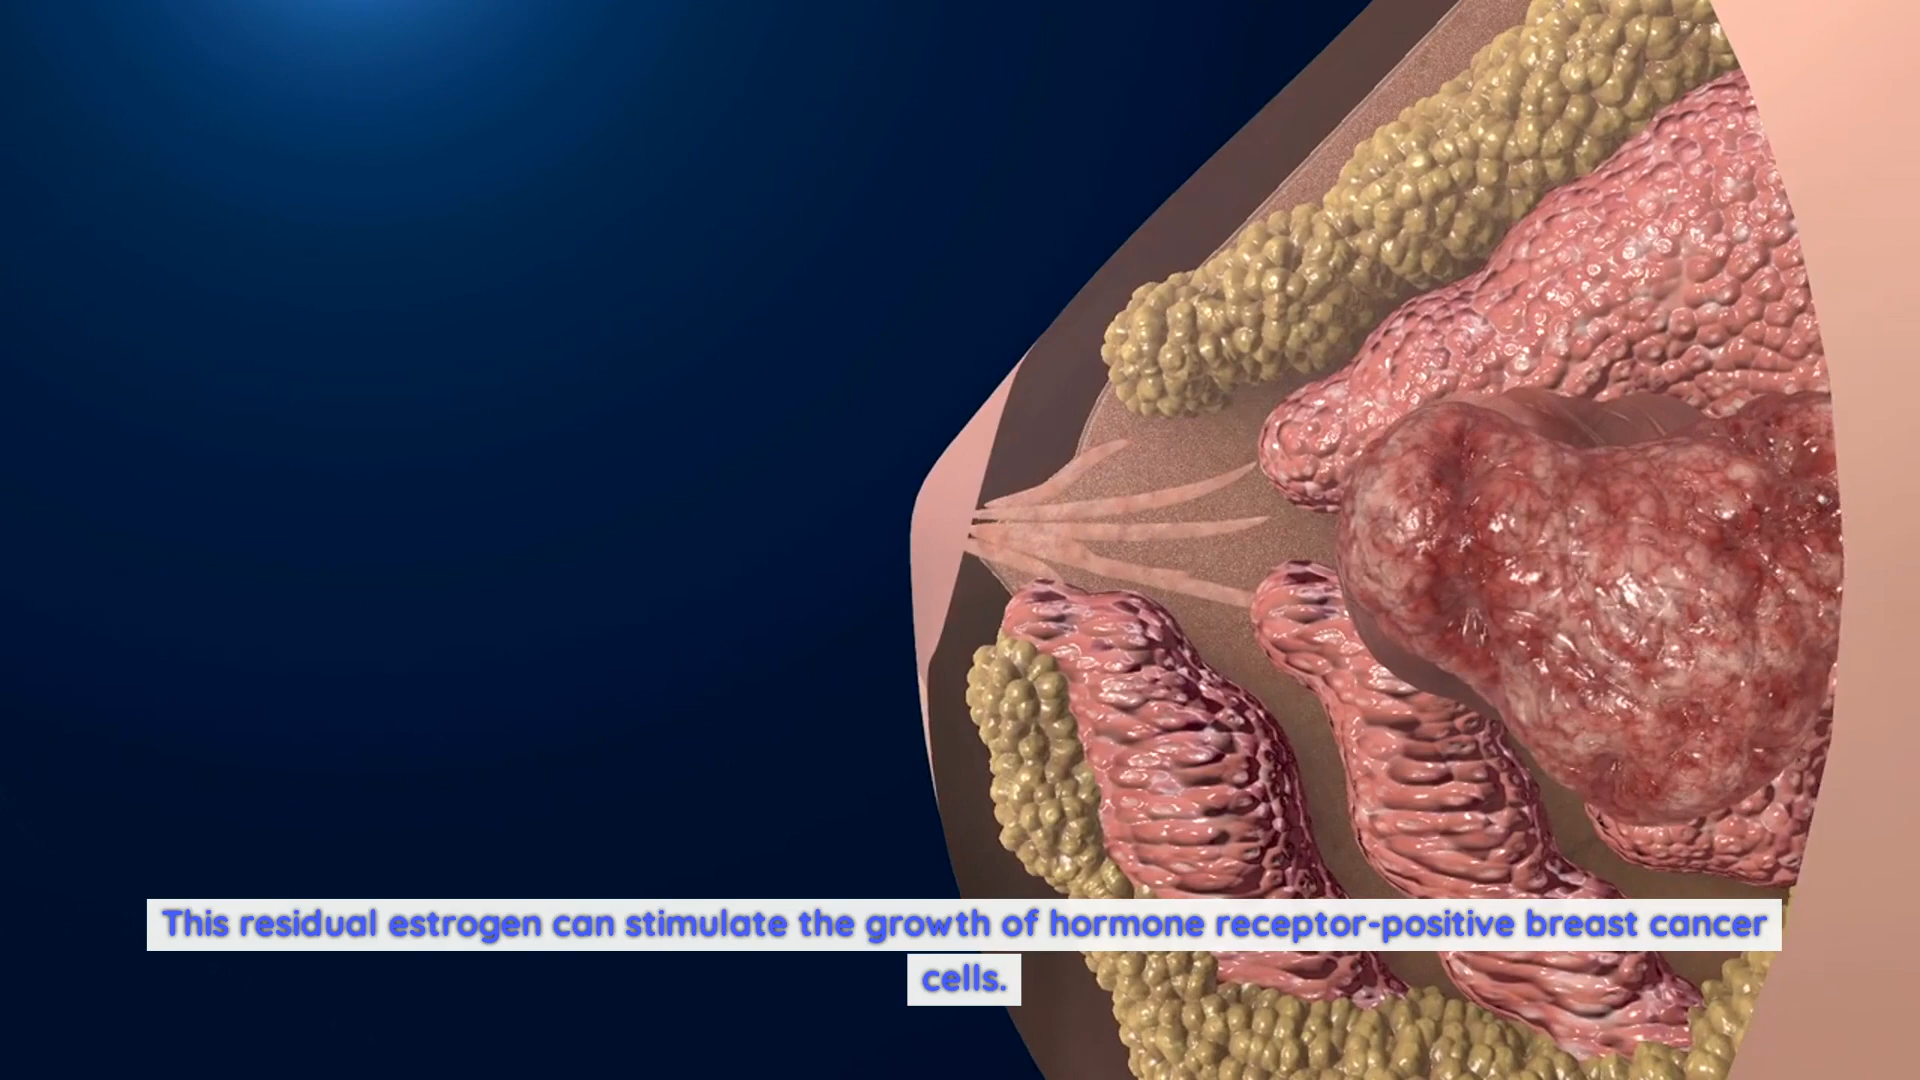 This residual estrogen can stimulate the growth of hormone receptor-positive breast cancer
cells.